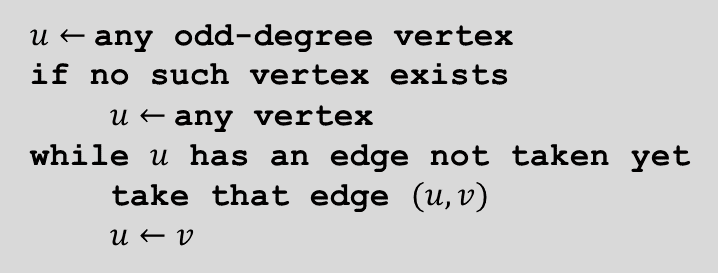 u ← any odd-degree vertex
if no such vertex exists
u ← any vertex
while u has an edge not taken yet
take that edge (u, v)
u ← v